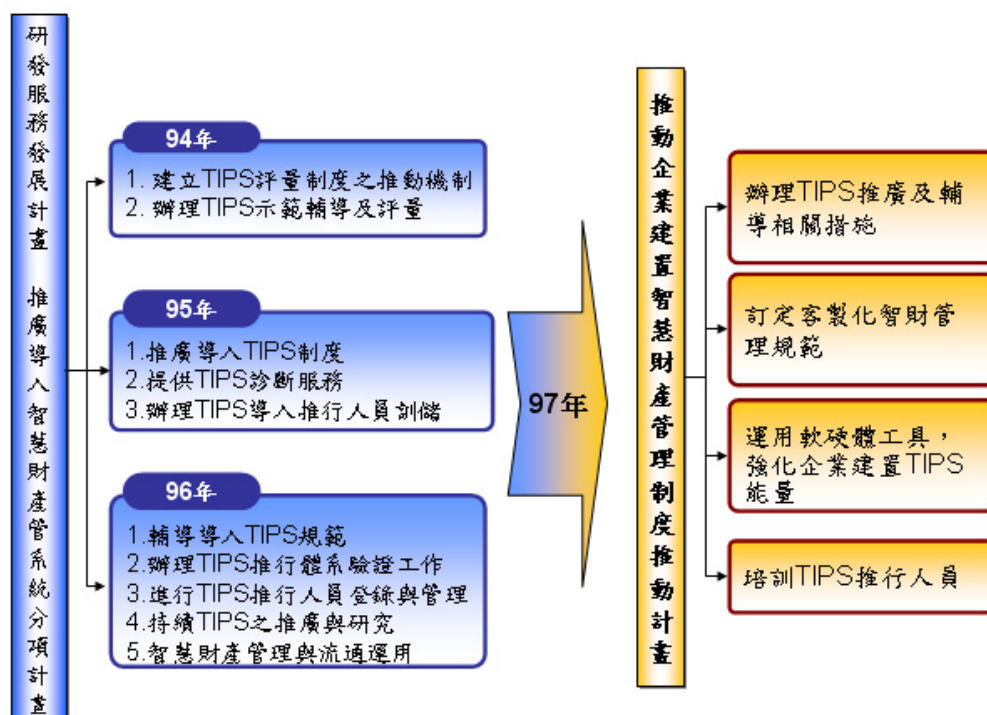 研發服務發展計畫 推廣導入智慧財產管系統分項計畫
94年
1. 建立TIPS評量制度之推動機制
2. 辦理TIPS示範輔導及評量
95年
1.推廣導入TIPS制度
2.提供TIPS診斷服務
3.辦理TIPS導入推行人員訓儲
96年
1.輔導導入TIPS規範
2.辦理TIPS推行體系驗證工作
3.進行TIPS推行人員登錄與管理
4.持續TIPS之推廣與研究
5.智慧財產管理與流通運用
97年
推動企業建置智慧財產管理制度推動計畫
辦理TIPS推廣及輔
導相關措施
訂定客製化智財管
理規範
運用軟硬體工具，
強化企業建置TIPS
能量
培訓TIPS推行人員